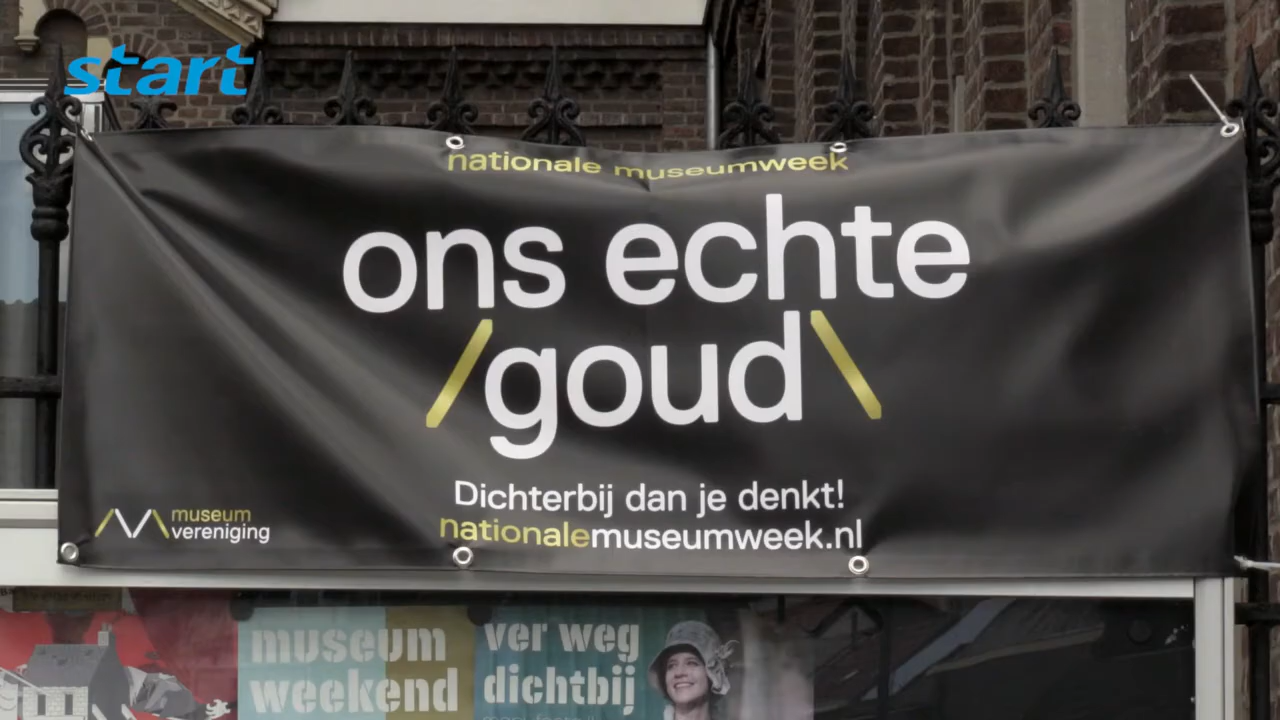 start
nationale museumweek
ons echte
/goud\
Dichterbij dan je denkt!
nationalemuseumweek.nl
museum
vereniging
museum
weekend
ver weg
dichtbij